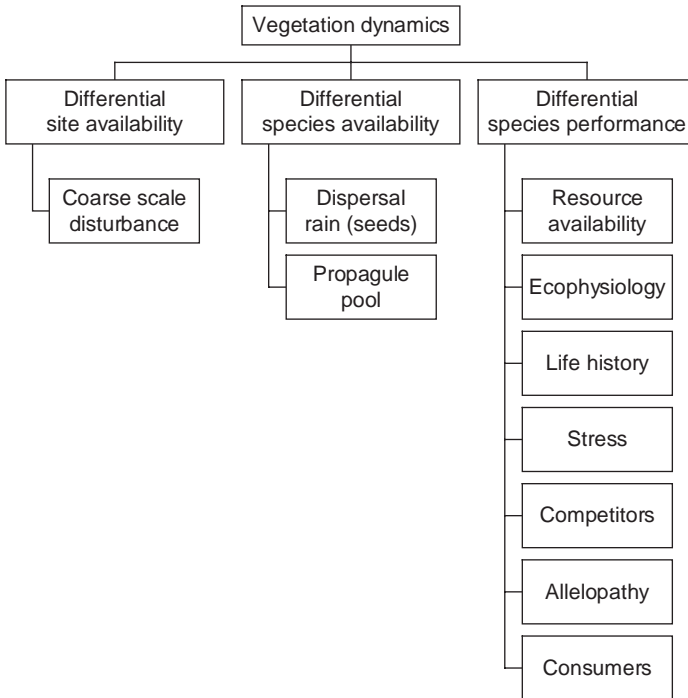 Vegetation dynamics
Differential
site availability
Differential
species availability
Differential
species performance
Coarse scale
disturbance
Dispersal
rain (seeds)
Propagule
pool
Resource
availability
Ecophysiology
Life history
Stress
Competitors
Allelopathy
Consumers